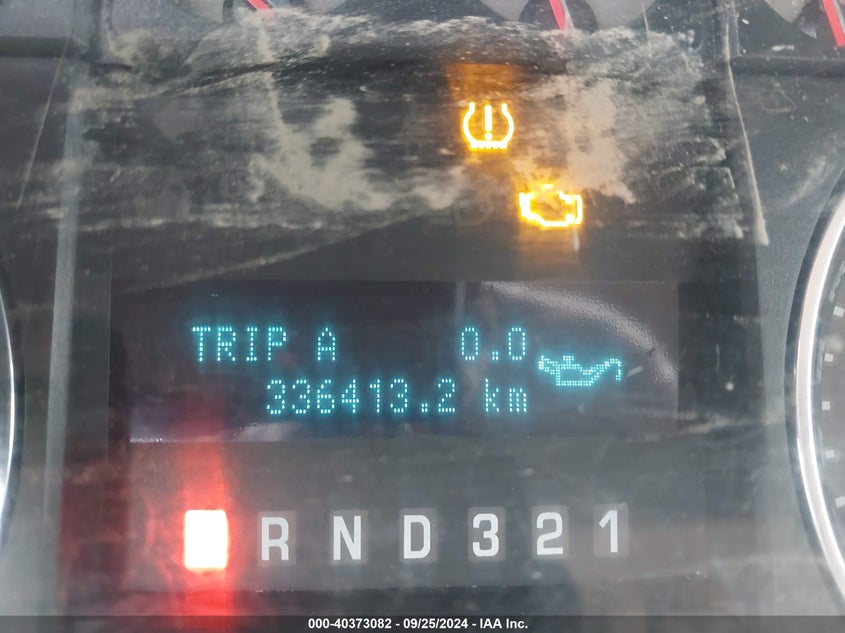 TRIP A 0.0
336413.2 km
R N D 3 2 1
000-40373082 - 09/25/2024 - IAA Inc.